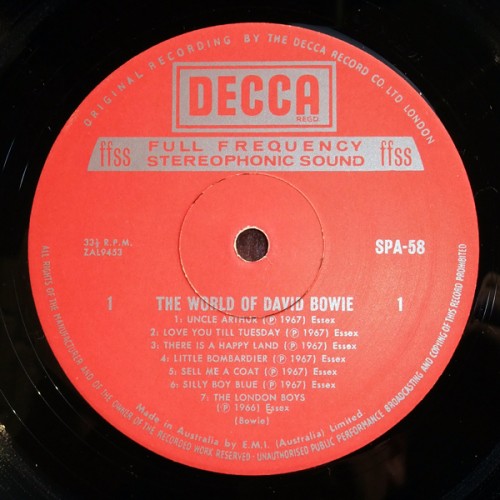 ORIGINAL RECORDING BY THE DECCA RECORD CO. LTD LONDON
DECCA
REGD
ffss FULL FREQUENCY ffss
STEREOPHONIC SOUND
33⅓ R.P.M.
ZAL9453
SPA-58
1 THE WORLD OF DAVID BOWIE 1
1: UNCLE ARTHUR (℗ 1967) Essex
2: LOVE YOU TILL TUESDAY (℗ 1967) Essex
3: THERE IS A HAPPY LAND (℗ 1967) Essex
4: LITTLE BOMBARDIER (℗ 1967) Essex
5: SELL ME A COAT (℗ 1967) Essex
6: SILLY BOY BLUE (℗ 1967) Essex
7: THE LONDON BOYS
(℗ 1966) Essex
(Bowie)
Made in Australia by E.M.I. (Australia) Limited
ALL RIGHTS OF THE MANUFACTURER AND OF THE OWNER OF THE RECORDED WORK RESERVED - UNAUTHORISED PUBLIC PERFORMANCE BROADCASTING AND COPYING OF THIS RECORD PROHIBITED